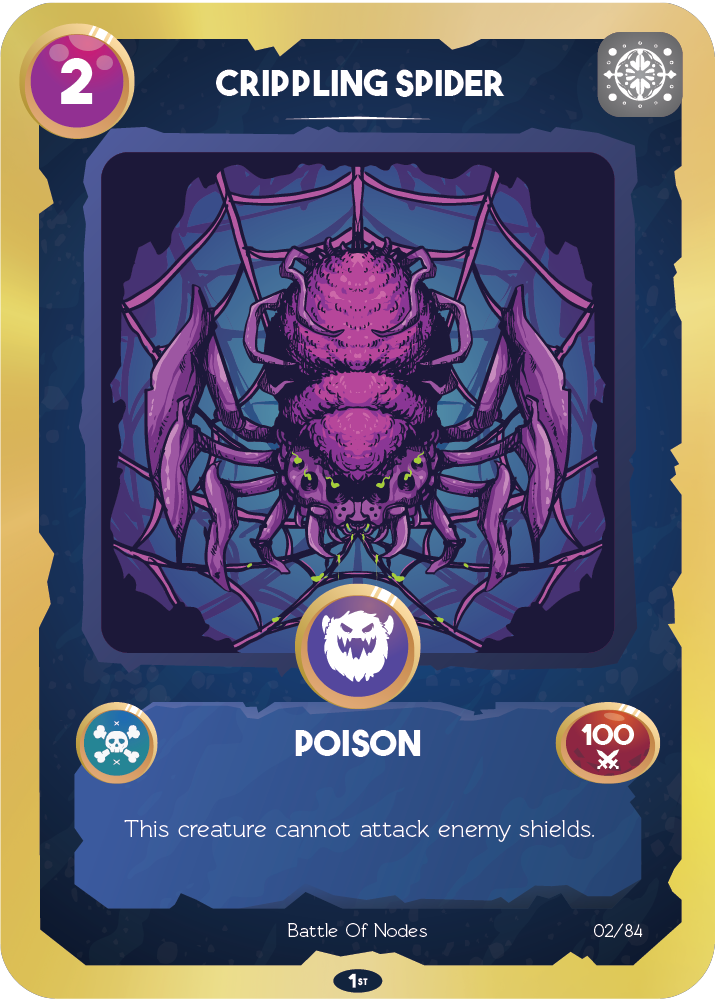 2
CRIPPLING SPIDER
POISON
100
This creature cannot attack enemy shields.
Battle Of Nodes
02/84
1ST